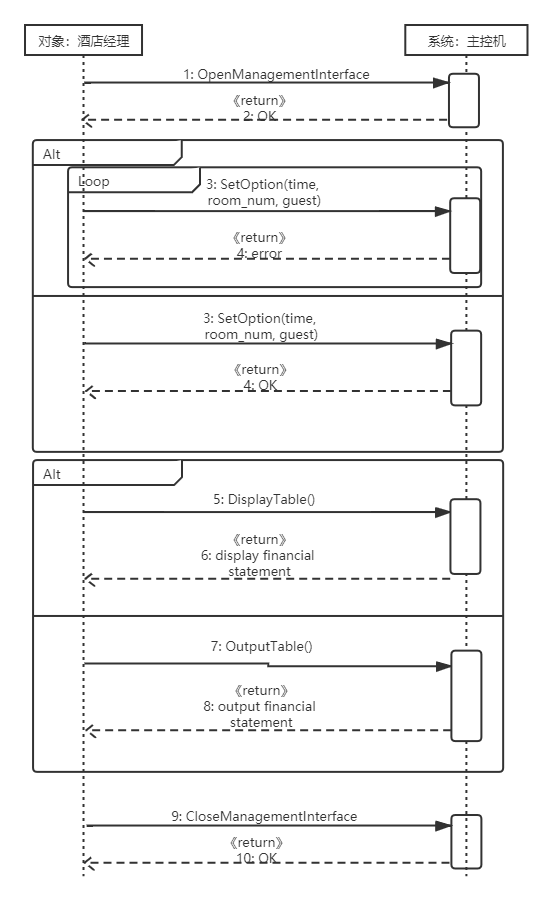 对象：酒店经理
系统：主控机
1: OpenManagementInterface
《return》
2: OK
Alt
Loop
3: SetOption(time,
room_num, guest)
《return》
4: error
3: SetOption(time,
room_num, guest)
《return》
4: OK
Alt
5: DisplayTable()
《return》
6: display financial
statement
7: OutputTable()
《return》
8: output financial
statement
9: CloseManagementInterface
《return》
10: OK